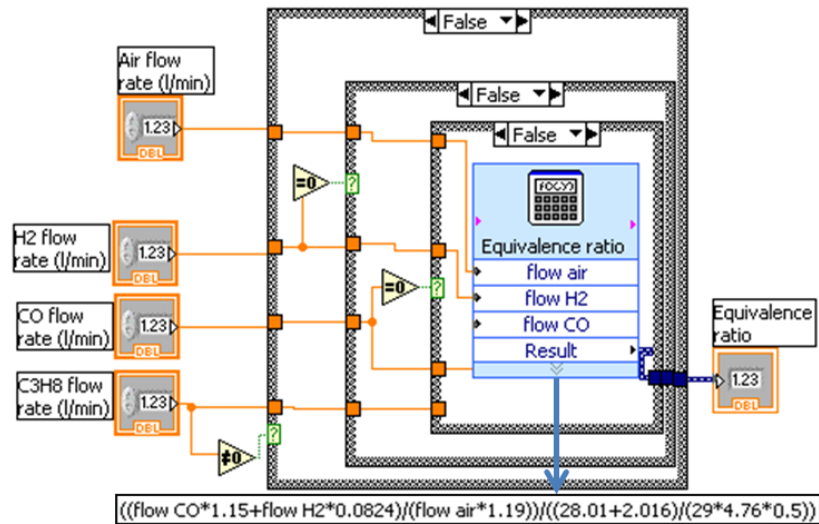 False
False
False
Air flow
rate (l/min)
1.23
DBL
=0
?
f(X,Y)
Equivalence ratio
H2 flow
rate (l/min)
1.23
DBL
flow air
=0
?
flow H2
CO flow
rate (l/min)
1.23
DBL
flow CO
Equivalence
ratio
Result
1.23
DBL
C3H8 flow
rate (l/min)
1.23
DBL
≠0
?
((flow CO*1.15+flow H2*0.0824)/(flow air*1.19))/((28.01+2.016)/(29*4.76*0,5))